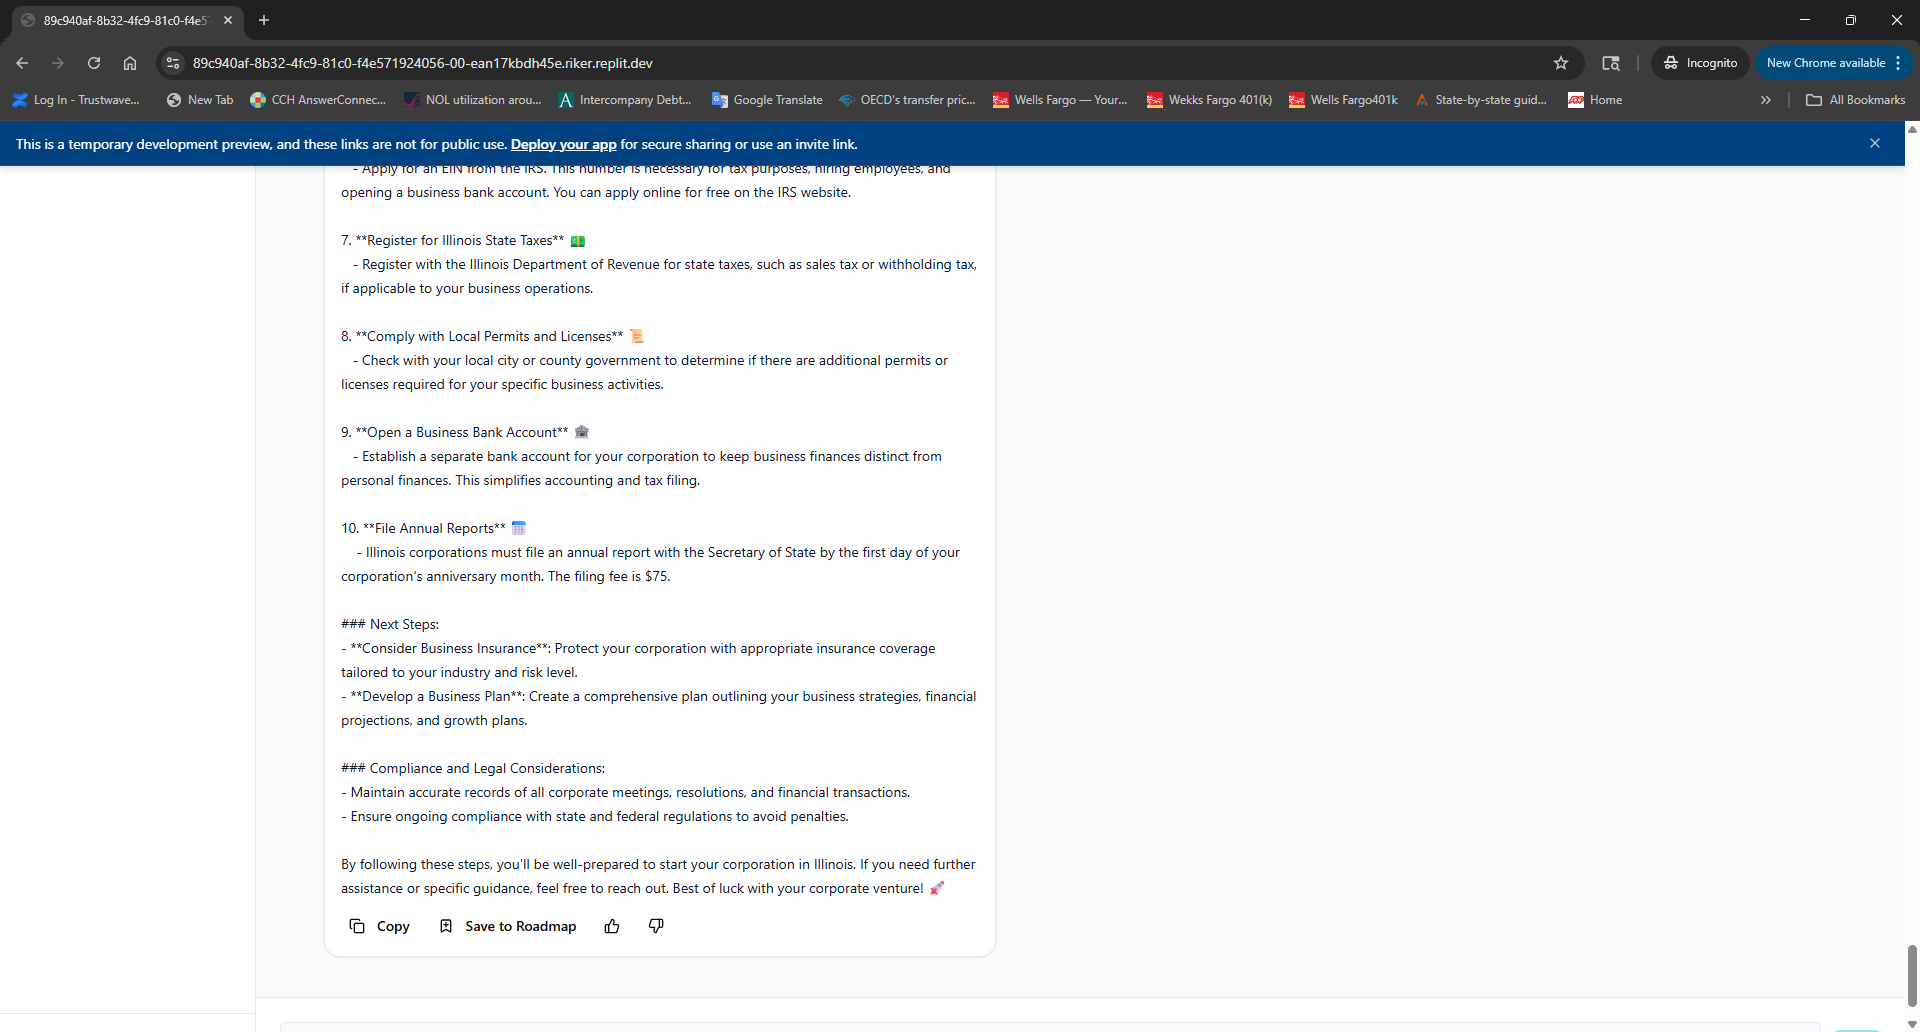 89c940af-8b32-4fc9-81c0-f4e5
89c940af-8b32-4fc9-81c0-f4e571924056-00-ean17kbdh45e.riker.replit.dev
Incognito
New Chrome available
Log In - Trustwave...
New Tab
CCH AnswerConnec...
NOL utilization arou...
Intercompany Debt...
Google Translate
OECD's transfer pric...
Wells Fargo — Your...
Wekks Fargo 401(k)
Wells Fargo401k
State-by-state guid...
Home
All Bookmarks
This is a temporary development preview, and these links are not for public use. Deploy your app for secure sharing or use an invite link.
- Apply for an EIN from the IRS. This number is necessary for tax purposes, hiring employees, and
opening a business bank account. You can apply online for free on the IRS website.
7. **Register for Illinois State Taxes** 💵
- Register with the Illinois Department of Revenue for state taxes, such as sales tax or withholding tax,
if applicable to your business operations.
8. **Comply with Local Permits and Licenses** 📜
- Check with your local city or county government to determine if there are additional permits or
licenses required for your specific business activities.
9. **Open a Business Bank Account** 🏦
- Establish a separate bank account for your corporation to keep business finances distinct from
personal finances. This simplifies accounting and tax filing.
10. **File Annual Reports** 🗓️
- Illinois corporations must file an annual report with the Secretary of State by the first day of your
corporation's anniversary month. The filing fee is $75.
### Next Steps:
- **Consider Business Insurance**: Protect your corporation with appropriate insurance coverage
tailored to your industry and risk level.
- **Develop a Business Plan**: Create a comprehensive plan outlining your business strategies, financial
projections, and growth plans.
### Compliance and Legal Considerations:
- Maintain accurate records of all corporate meetings, resolutions, and financial transactions.
- Ensure ongoing compliance with state and federal regulations to avoid penalties.
By following these steps, you'll be well-prepared to start your corporation in Illinois. If you need further
assistance or specific guidance, feel free to reach out. Best of luck with your corporate venture! 🚀
Copy
Save to Roadmap